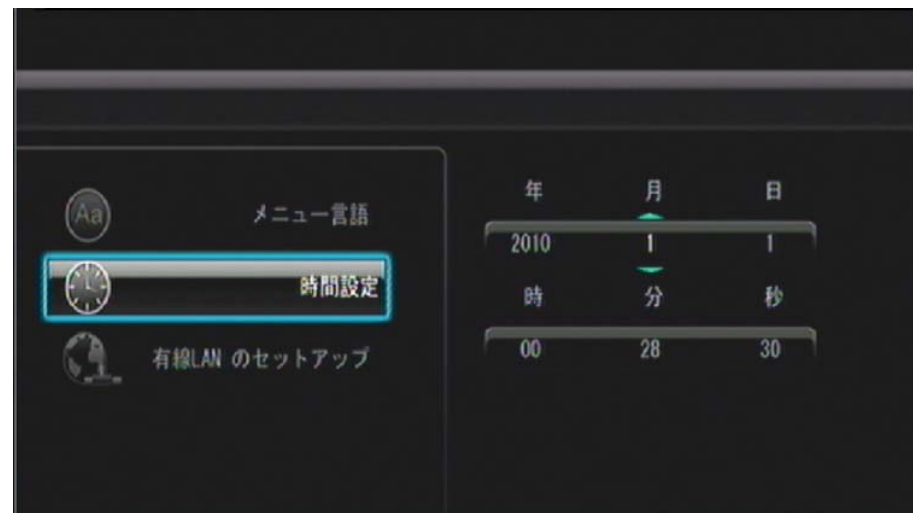 Aa
メニュー言語
時間設定
有線LAN のセットアップ
年 月 日
2010 1 1
時 分 秒
00 28 30